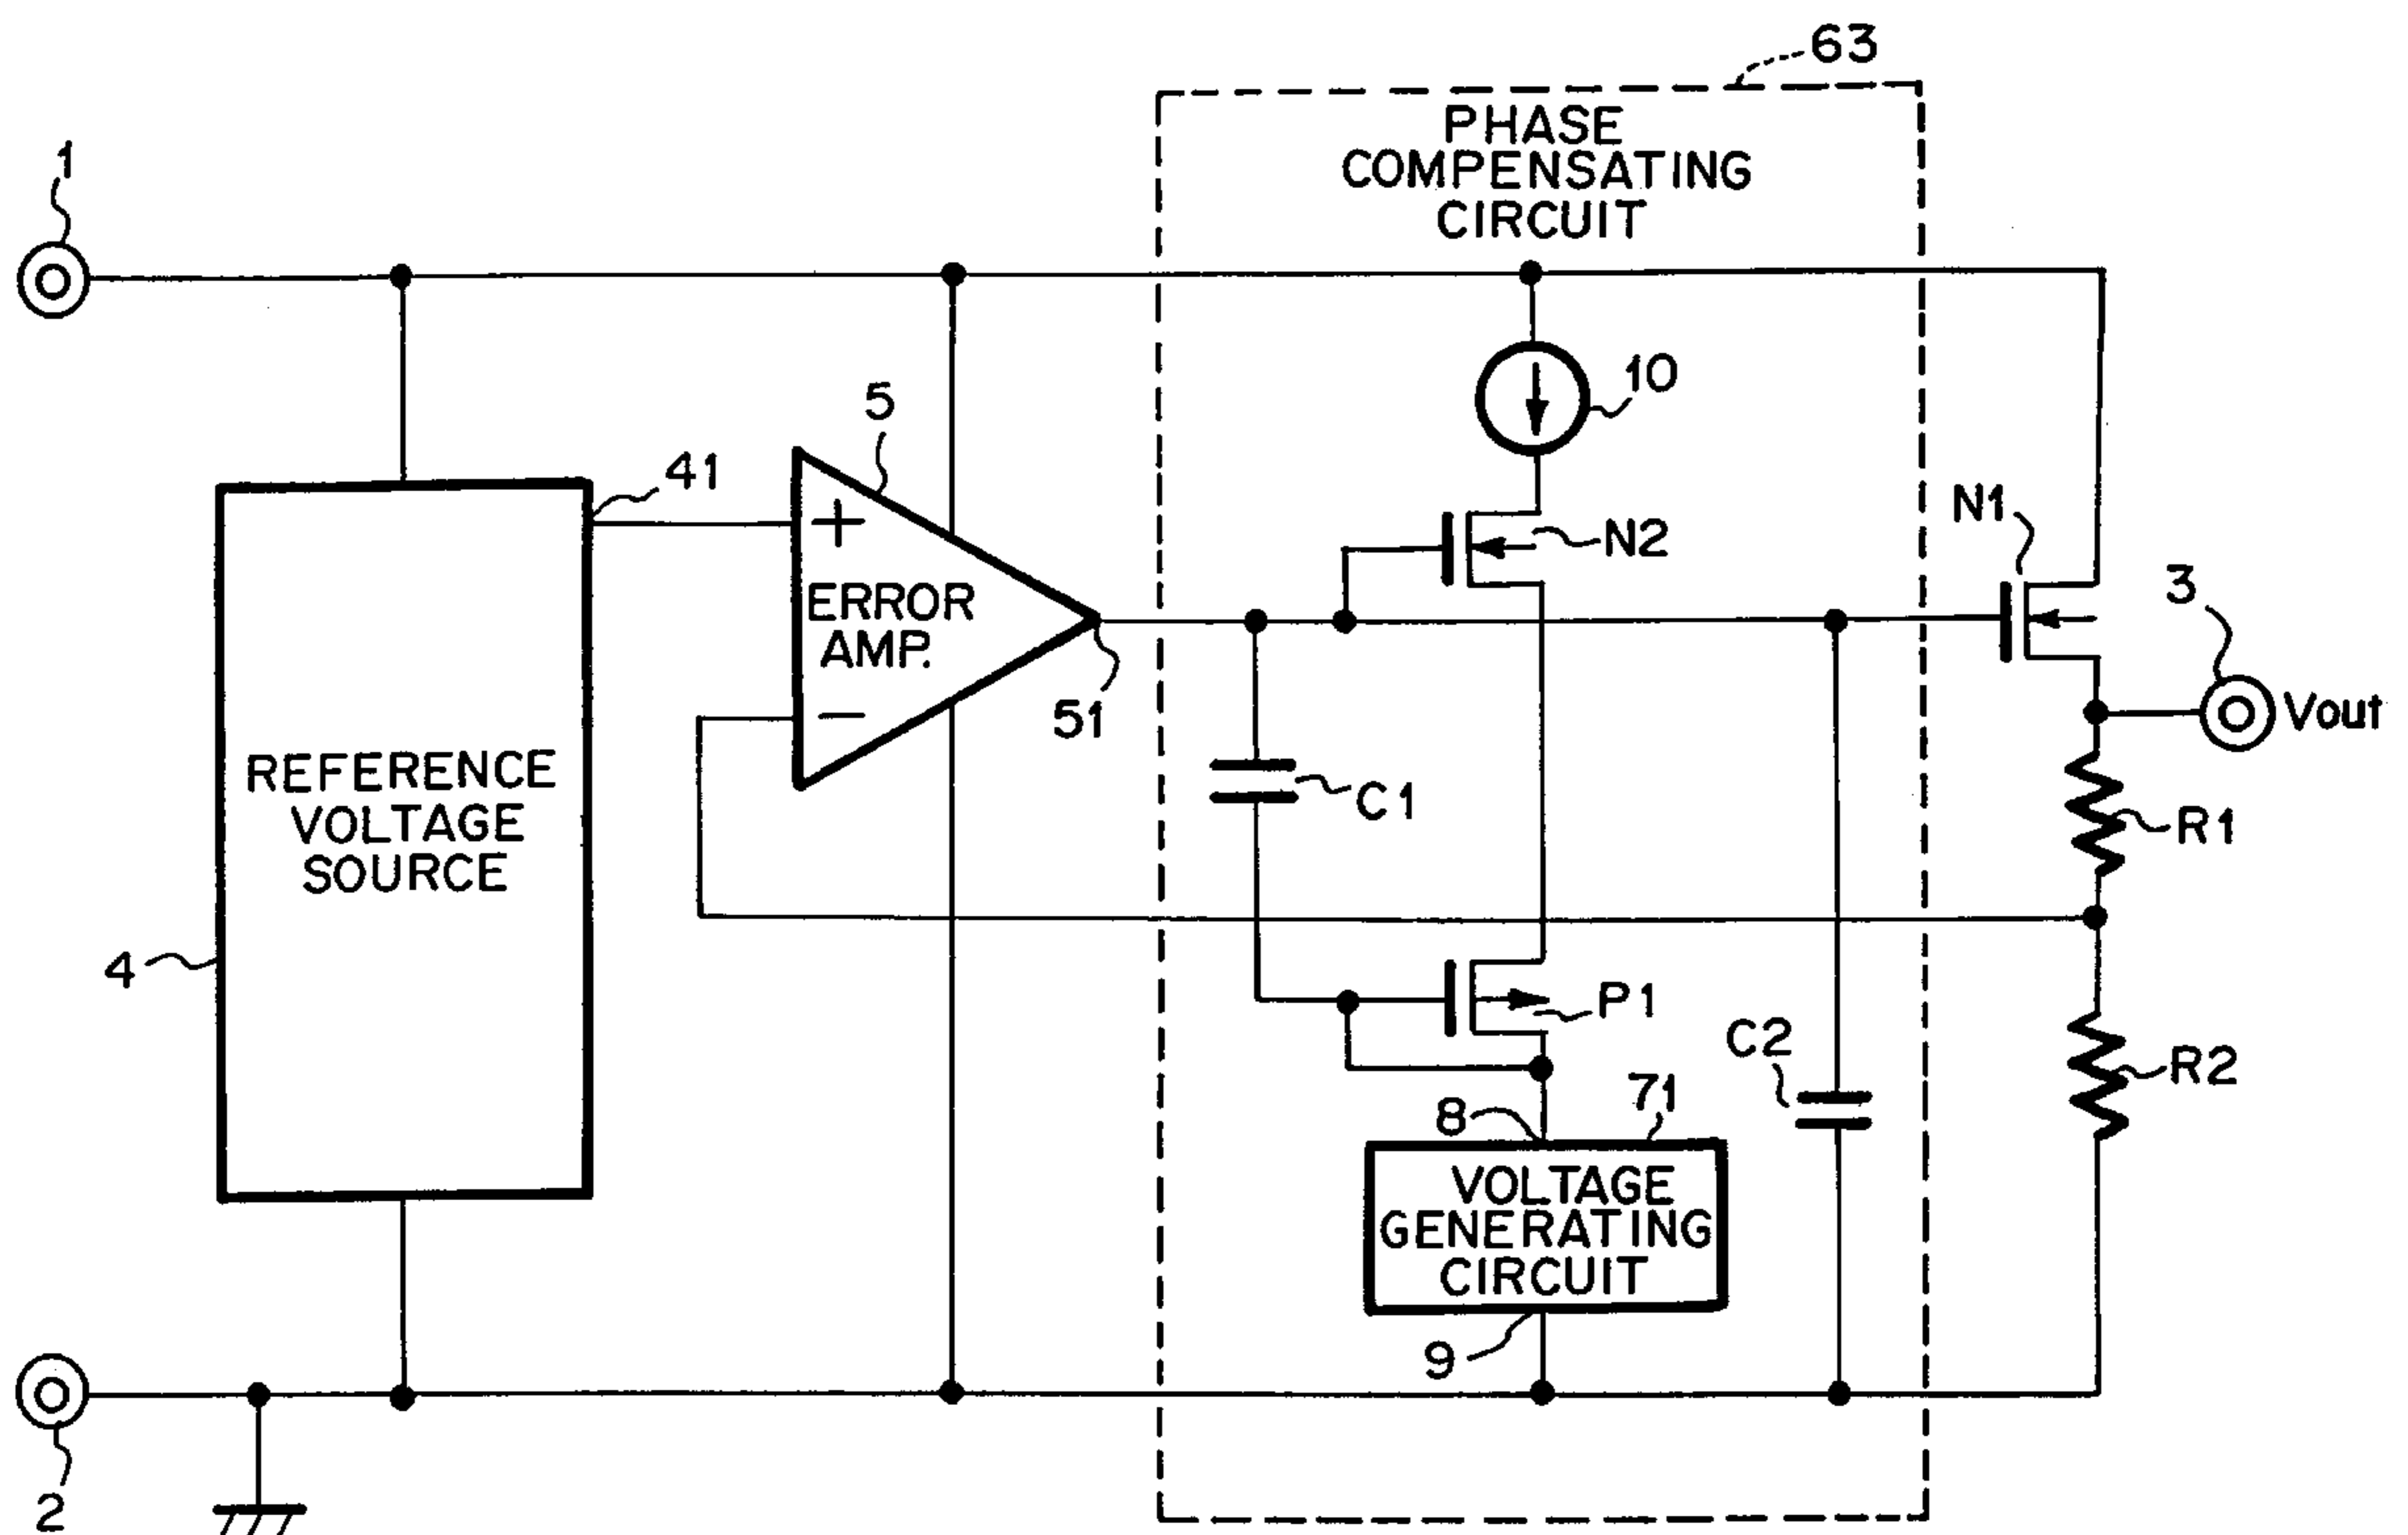 63
PHASE
COMPENSATING
CIRCUIT
1
10
5
41
+
N2
N1
3
ERROR
AMP.
51
−
Vout
REFERENCE
VOLTAGE
SOURCE
C1
R1
4
P1
C2
R2
8
71
VOLTAGE
GENERATING
CIRCUIT
9
2